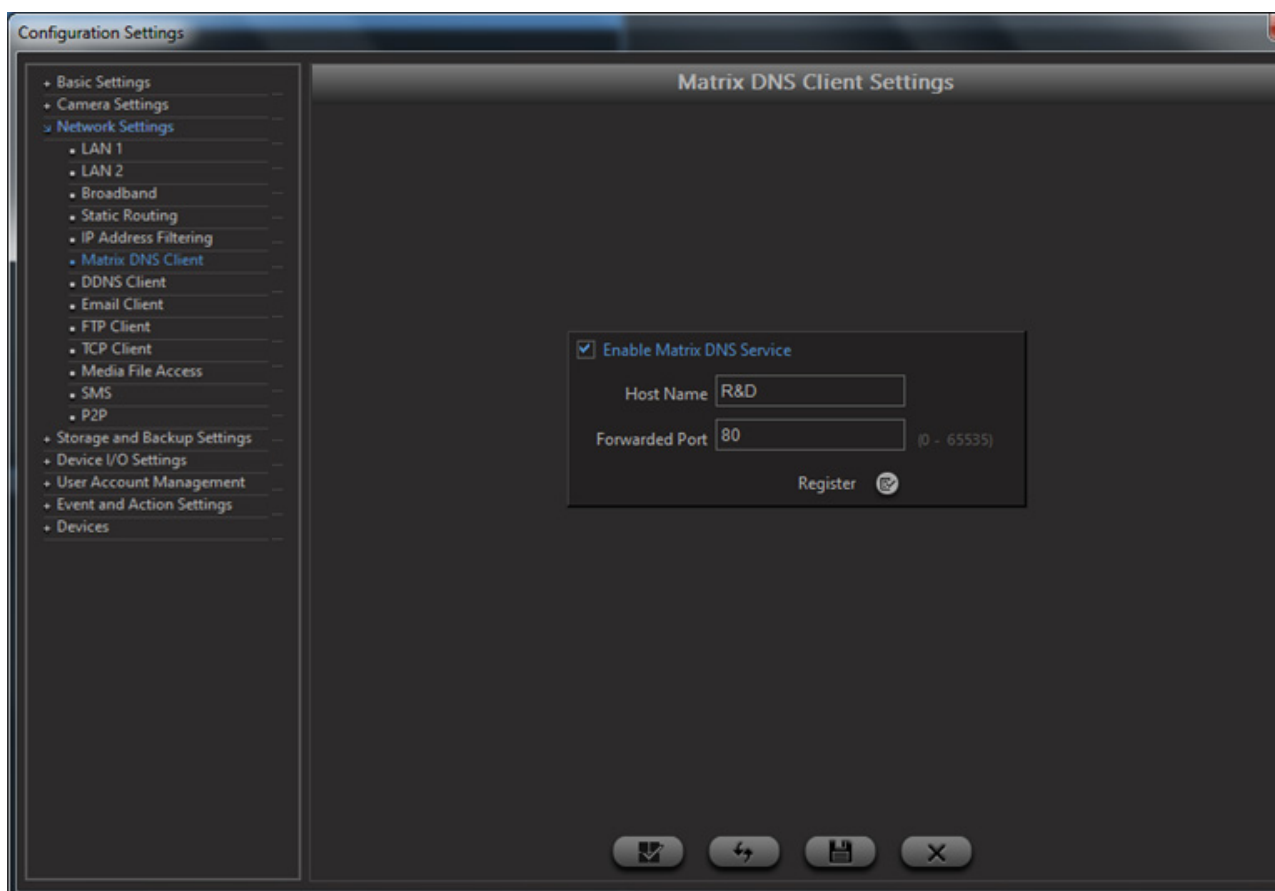 Configuration Settings
+ Basic Settings
+ Camera Settings
Network Settings
▪ LAN 1
▪ LAN 2
▪ Broadband
▪ Static Routing
▪ IP Address Filtering
▪ Matrix DNS Client
▪ DDNS Client
▪ Email Client
▪ FTP Client
▪ TCP Client
▪ Media File Access
▪ SMS
▪ P2P
+ Storage and Backup Settings
+ Device I/O Settings
+ User Account Management
+ Event and Action Settings
+ Devices
Matrix DNS Client Settings
Enable Matrix DNS Service
Host Name R&D
Forwarded Port 80 (0 - 65535)
Register